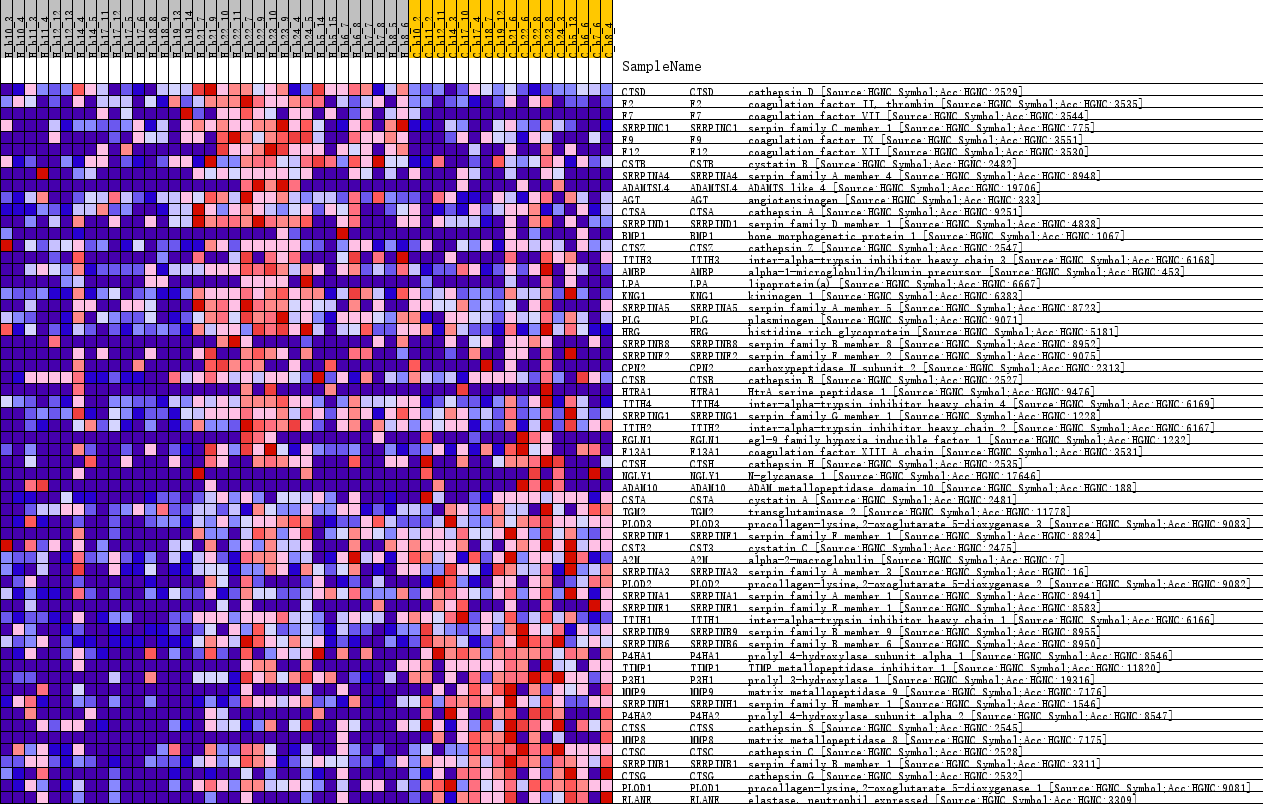 SampleName
CTSD CTSD cathepsin D [Source:HGNC Symbol;Acc:HGNC:2529]
F2 F2 coagulation factor II, thrombin [Source:HGNC Symbol;Acc:HGNC:3535]
F7 F7 coagulation factor VII [Source:HGNC Symbol;Acc:HGNC:3544]
SERPINC1 SERPINC1 serpin family C member 1 [Source:HGNC Symbol;Acc:HGNC:775]
F9 F9 coagulation factor IX [Source:HGNC Symbol;Acc:HGNC:3551]
F12 F12 coagulation factor XII [Source:HGNC Symbol;Acc:HGNC:3530]
CSTB CSTB cystatin B [Source:HGNC Symbol;Acc:HGNC:2482]
SERPINA4 SERPINA4 serpin family A member 4 [Source:HGNC Symbol;Acc:HGNC:8948]
ADAMTSL4 ADAMTSL4 ADAMTS like 4 [Source:HGNC Symbol;Acc:HGNC:19706]
AGT AGT angiotensinogen [Source:HGNC Symbol;Acc:HGNC:333]
CTSA CTSA cathepsin A [Source:HGNC Symbol;Acc:HGNC:9251]
SERPIND1 SERPIND1 serpin family D member 1 [Source:HGNC Symbol;Acc:HGNC:4838]
BMP1 BMP1 bone morphogenetic protein 1 [Source:HGNC Symbol;Acc:HGNC:1067]
CTSZ CTSZ cathepsin Z [Source:HGNC Symbol;Acc:HGNC:2547]
ITIH3 ITIH3 inter-alpha-trypsin inhibitor heavy chain 3 [Source:HGNC Symbol;Acc:HGNC:6168]
AMBP AMBP alpha-1-microglobulin/bikunin precursor [Source:HGNC Symbol;Acc:HGNC:453]
LPA LPA lipoprotein(a) [Source:HGNC Symbol;Acc:HGNC:6667]
KNG1 KNG1 kininogen 1 [Source:HGNC Symbol;Acc:HGNC:6383]
SERPINA5 SERPINA5 serpin family A member 5 [Source:HGNC Symbol;Acc:HGNC:8723]
PLG PLG plasminogen [Source:HGNC Symbol;Acc:HGNC:9071]
HRG HRG histidine rich glycoprotein [Source:HGNC Symbol;Acc:HGNC:5181]
SERPINB8 SERPINB8 serpin family B member 8 [Source:HGNC Symbol;Acc:HGNC:8952]
SERPINF2 SERPINF2 serpin family F member 2 [Source:HGNC Symbol;Acc:HGNC:9075]
CPN2 CPN2 carboxypeptidase N subunit 2 [Source:HGNC Symbol;Acc:HGNC:2313]
CTSB CTSB cathepsin B [Source:HGNC Symbol;Acc:HGNC:2527]
HTRA1 HTRA1 HtrA serine peptidase 1 [Source:HGNC Symbol;Acc:HGNC:9476]
ITIH4 ITIH4 inter-alpha-trypsin inhibitor heavy chain 4 [Source:HGNC Symbol;Acc:HGNC:6169]
SERPING1 SERPING1 serpin family G member 1 [Source:HGNC Symbol;Acc:HGNC:1228]
ITIH2 ITIH2 inter-alpha-trypsin inhibitor heavy chain 2 [Source:HGNC Symbol;Acc:HGNC:6167]
EGLN1 EGLN1 egl-9 family hypoxia inducible factor 1 [Source:HGNC Symbol;Acc:HGNC:1232]
F13A1 F13A1 coagulation factor XIII A chain [Source:HGNC Symbol;Acc:HGNC:3531]
CTSH CTSH cathepsin H [Source:HGNC Symbol;Acc:HGNC:2535]
NGLY1 NGLY1 N-glycanase 1 [Source:HGNC Symbol;Acc:HGNC:17646]
ADAM10 ADAM10 ADAM metallopeptidase domain 10 [Source:HGNC Symbol;Acc:HGNC:188]
CSTA CSTA cystatin A [Source:HGNC Symbol;Acc:HGNC:2481]
TGM2 TGM2 transglutaminase 2 [Source:HGNC Symbol;Acc:HGNC:11778]
PLOD3 PLOD3 procollagen-lysine,2-oxoglutarate 5-dioxygenase 3 [Source:HGNC Symbol;Acc:HGNC:9083]
SERPINF1 SERPINF1 serpin family F member 1 [Source:HGNC Symbol;Acc:HGNC:8824]
CST3 CST3 cystatin C [Source:HGNC Symbol;Acc:HGNC:2475]
A2M A2M alpha-2-macroglobulin [Source:HGNC Symbol;Acc:HGNC:7]
SERPINA3 SERPINA3 serpin family A member 3 [Source:HGNC Symbol;Acc:HGNC:16]
PLOD2 PLOD2 procollagen-lysine,2-oxoglutarate 5-dioxygenase 2 [Source:HGNC Symbol;Acc:HGNC:9082]
SERPINA1 SERPINA1 serpin family A member 1 [Source:HGNC Symbol;Acc:HGNC:8941]
SERPINE1 SERPINE1 serpin family E member 1 [Source:HGNC Symbol;Acc:HGNC:8583]
ITIH1 ITIH1 inter-alpha-trypsin inhibitor heavy chain 1 [Source:HGNC Symbol;Acc:HGNC:6166]
SERPINB9 SERPINB9 serpin family B member 9 [Source:HGNC Symbol;Acc:HGNC:8955]
SERPINB6 SERPINB6 serpin family B member 6 [Source:HGNC Symbol;Acc:HGNC:8950]
P4HA1 P4HA1 prolyl 4-hydroxylase subunit alpha 1 [Source:HGNC Symbol;Acc:HGNC:8546]
TIMP1 TIMP1 TIMP metallopeptidase inhibitor 1 [Source:HGNC Symbol;Acc:HGNC:11820]
P3H1 P3H1 prolyl 3-hydroxylase 1 [Source:HGNC Symbol;Acc:HGNC:19316]
MMP9 MMP9 matrix metallopeptidase 9 [Source:HGNC Symbol;Acc:HGNC:7176]
SERPINH1 SERPINH1 serpin family H member 1 [Source:HGNC Symbol;Acc:HGNC:1546]
P4HA2 P4HA2 prolyl 4-hydroxylase subunit alpha 2 [Source:HGNC Symbol;Acc:HGNC:8547]
CTSS CTSS cathepsin S [Source:HGNC Symbol;Acc:HGNC:2545]
MMP8 MMP8 matrix metallopeptidase 8 [Source:HGNC Symbol;Acc:HGNC:7175]
CTSC CTSC cathepsin C [Source:HGNC Symbol;Acc:HGNC:2528]
SERPINB1 SERPINB1 serpin family B member 1 [Source:HGNC Symbol;Acc:HGNC:3311]
CTSG CTSG cathepsin G [Source:HGNC Symbol;Acc:HGNC:2532]
PLOD1 PLOD1 procollagen-lysine,2-oxoglutarate 5-dioxygenase 1 [Source:HGNC Symbol;Acc:HGNC:9081]
ELANE ELANE elastase, neutrophil expressed [Source:HGNC Symbol;Acc:HGNC:3309]